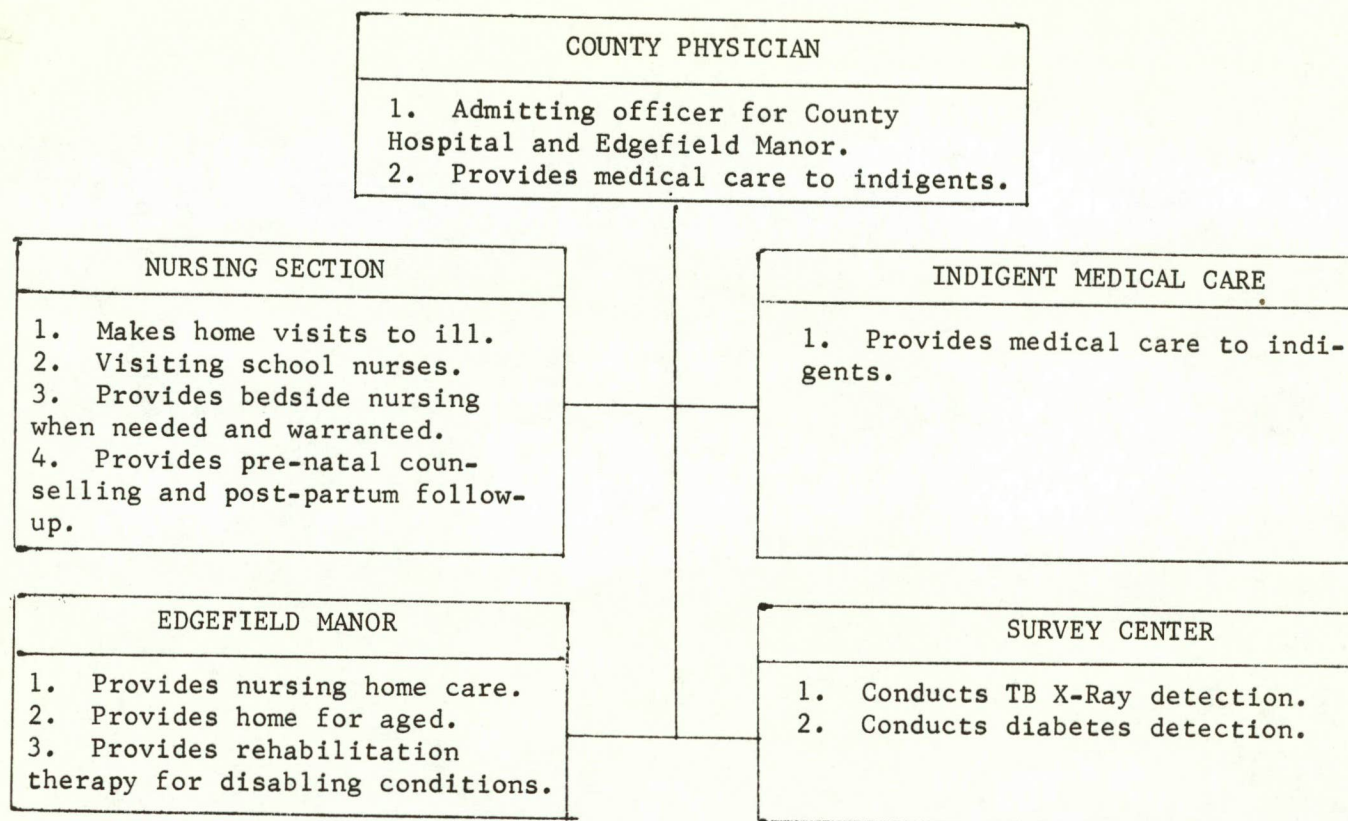 COUNTY PHYSICIAN
1. Admitting officer for County
Hospital and Edgefield Manor.
2. Provides medical care to indigents.
NURSING SECTION
1. Makes home visits to ill.
2. Visiting school nurses.
3. Provides bedside nursing
when needed and warranted.
4. Provides pre-natal coun-
selling and post-partum follow-
up.
INDIGENT MEDICAL CARE
1. Provides medical care to indi-
gents.
EDGEFIELD MANOR
1. Provides nursing home care.
2. Provides home for aged.
3. Provides rehabilitation
therapy for disabling conditions.
SURVEY CENTER
1. Conducts TB X-Ray detection.
2. Conducts diabetes detection.